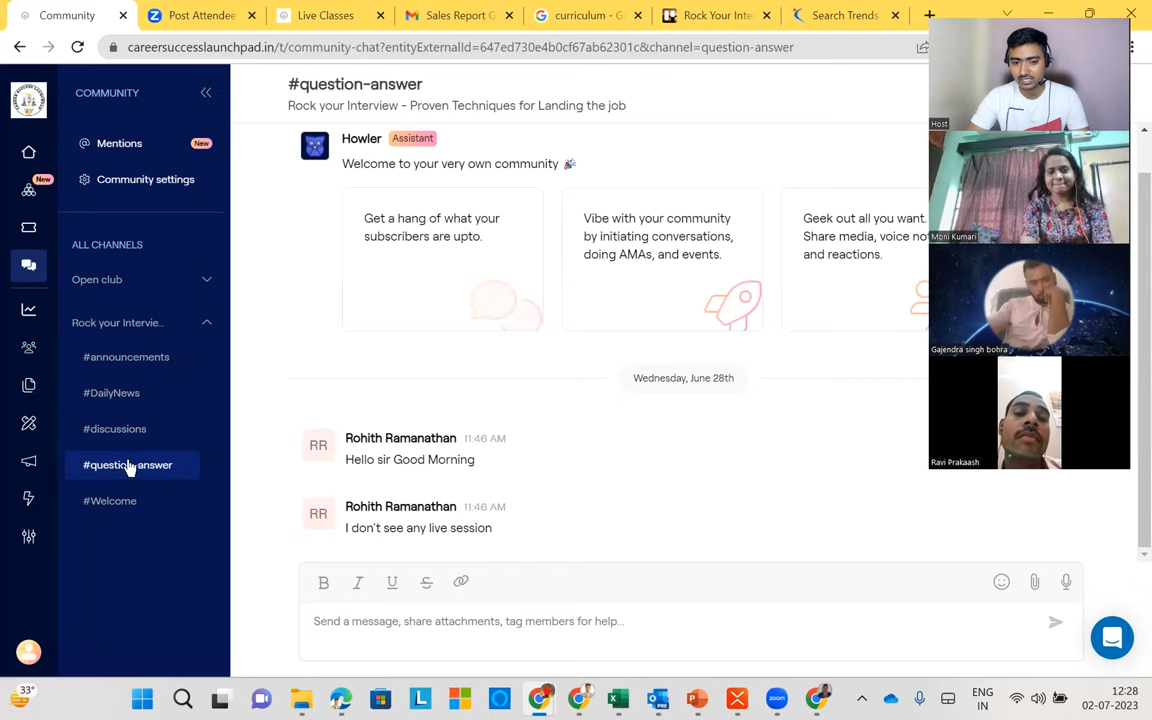 Community
Post Attendee
Live Classes
Sales Report G
curriculum - G
Rock Your Inte
Search Trends
careersuccesslaunchpad.in/t/community-chat?entityExternalId=647ed730e4b0cf67ab62301c&channel=question-answer
COMMUNITY
Mentions
New
Community settings
New
ALL CHANNELS
Open club
Rock your Intervie...
#announcements
#DailyNews
#discussions
#question-answer
#Welcome
#question-answer
Rock your Interview - Proven Techniques for Landing the job
Howler Assistant
Welcome to your very own community 🎉
Get a hang of what your
subscribers are upto.
Vibe with your community
by initiating conversations,
doing AMAs, and events.
Geek out all you want.
Share media, voice no
and reactions.
Wednesday, June 28th
RR
Rohith Ramanathan 11:46 AM
Hello sir Good Morning
RR
Rohith Ramanathan 11:46 AM
I don't see any live session
B I U S
Send a message, share attachments, tag members for help...
Host
Moni Kumari
Gajendra singh bohra
Ravi Prakaash
33°
ENG
IN
12:28
02-07-2023